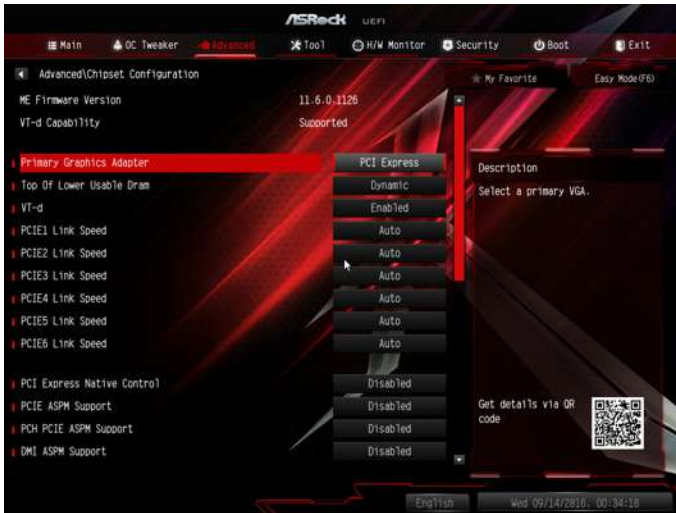 ASRock UEFI
Main OC Tweaker Advanced Tool H/W Monitor Security Boot Exit
Advanced\Chipset Configuration My Favorite Easy Mode(F6)
ME Firmware Version 11.6.0.1126
VT-d Capability Supported
Primary Graphics Adapter PCI Express
Description
Top Of Lower Usable Dram Dynamic
Select a primary VGA.
VT-d Enabled
PCIE1 Link Speed Auto
PCIE2 Link Speed Auto
PCIE3 Link Speed Auto
PCIE4 Link Speed Auto
PCIE5 Link Speed Auto
PCIE6 Link Speed Auto
PCI Express Native Control Disabled
PCIE ASPM Support Disabled
Get details via QR
code
PCH PCIE ASPM Support Disabled
DMI ASPM Support Disabled
English Wed 09/14/2016. 00:34:18